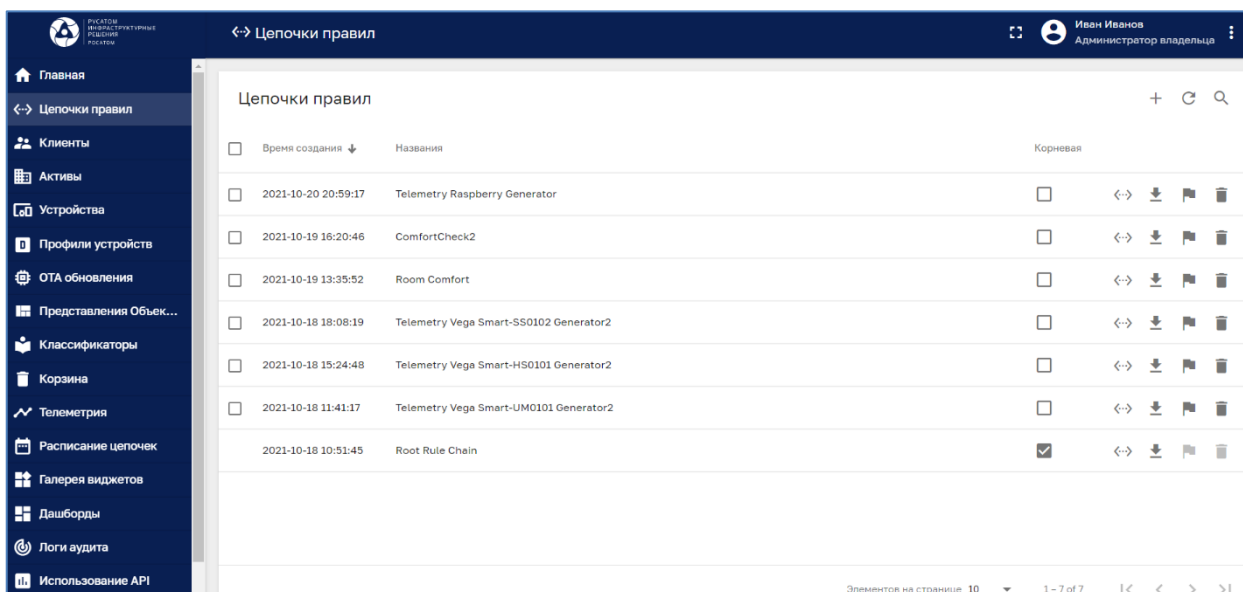 РУСАТОМ
ИНФРАСТРУКТУРНЫЕ
РЕШЕНИЯ
РОСАТОМ
Цепочки правил
Иван Иванов
Администратор владельца
Главная
Цепочки правил
Клиенты
Активы
Устройства
Профили устройств
ОТА обновления
Представления Объек...
Классификаторы
Корзина
Телеметрия
Расписание цепочек
Галерея виджетов
Дашборды
Логи аудита
Использование API
Цепочки правил
Время создания Названия Корневая
2021-10-20 20:59:17 Telemetry Raspberry Generator
2021-10-19 16:20:46 ComfortCheck2
2021-10-19 13:35:52 Room Comfort
2021-10-18 18:08:19 Telemetry Vega Smart-SS0102 Generator2
2021-10-18 15:24:48 Telemetry Vega Smart-HS0101 Generator2
2021-10-18 11:41:17 Telemetry Vega Smart-UM0101 Generator2
2021-10-18 10:51:45 Root Rule Chain
Элементов на странице 10 1 – 7 of 7